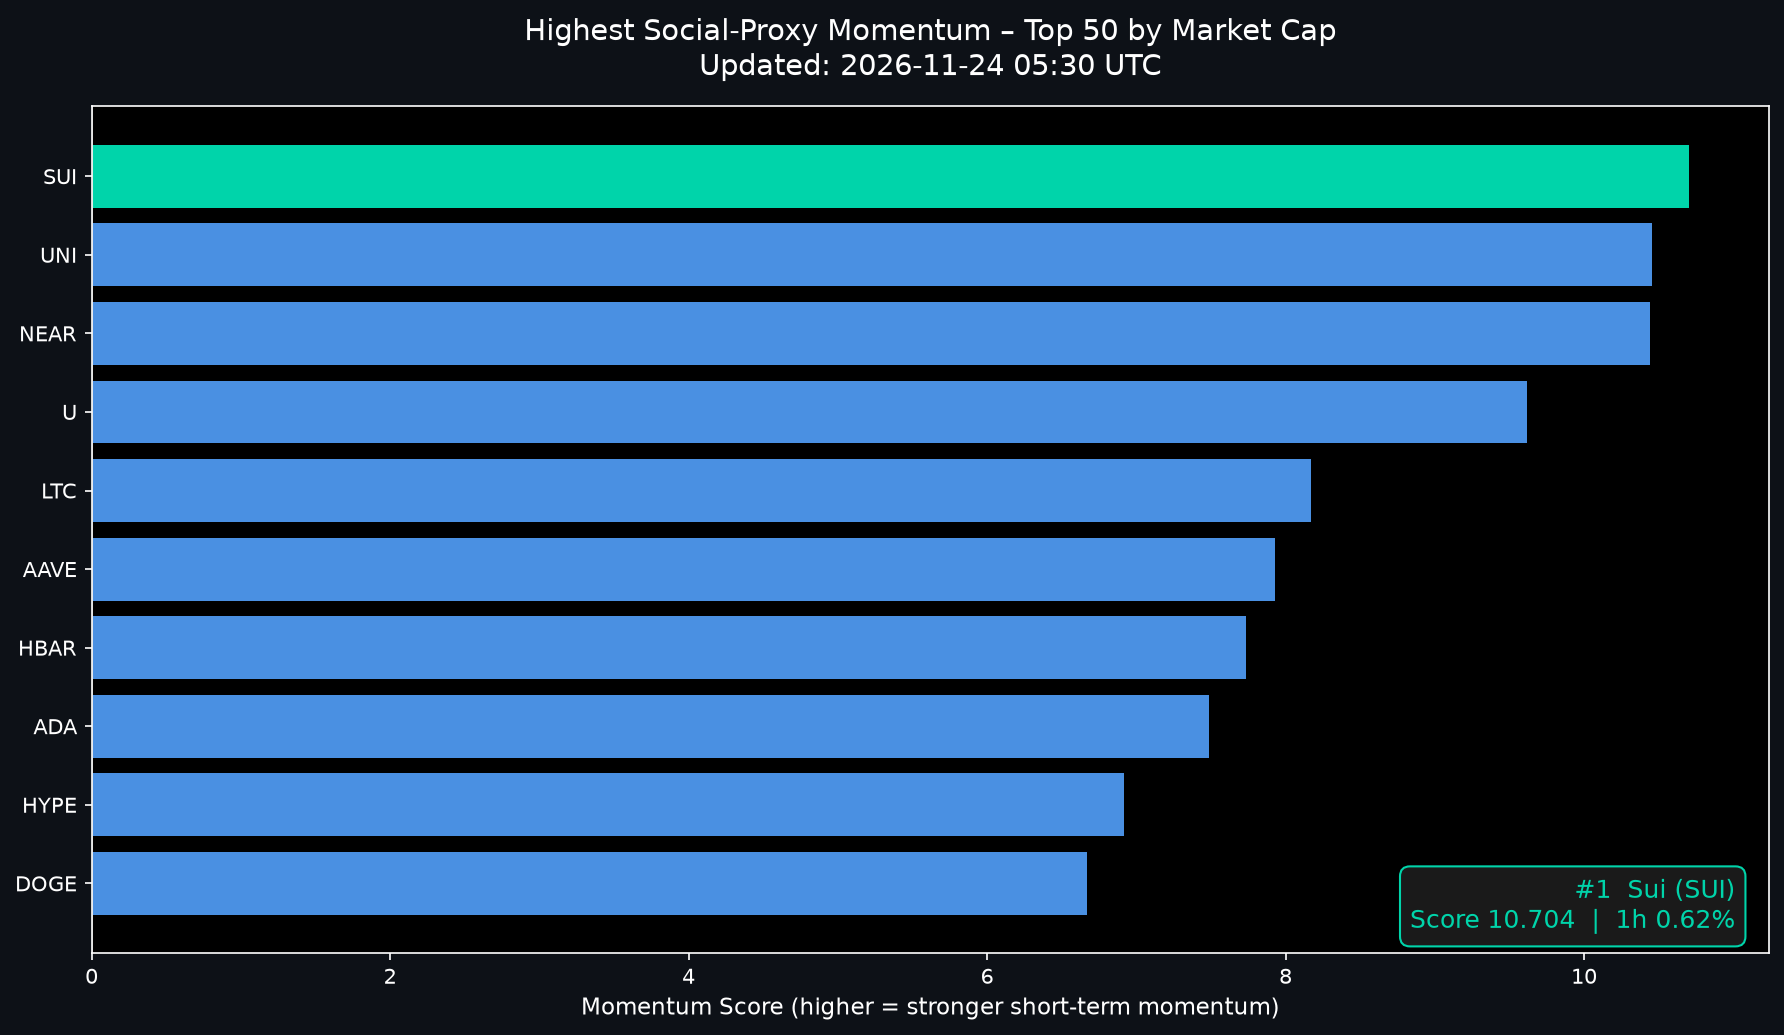 Highest Social-Proxy Momentum – Top 50 by Market Cap
Updated: 2026-11-24 05:30 UTC
SUI
UNI
NEAR
U
LTC
AAVE
HBAR
ADA
HYPE
DOGE
#1  Sui (SUI)
Score 10.704  |  1h 0.62%
0 2 4 6 8 10
Momentum Score (higher = stronger short-term momentum)